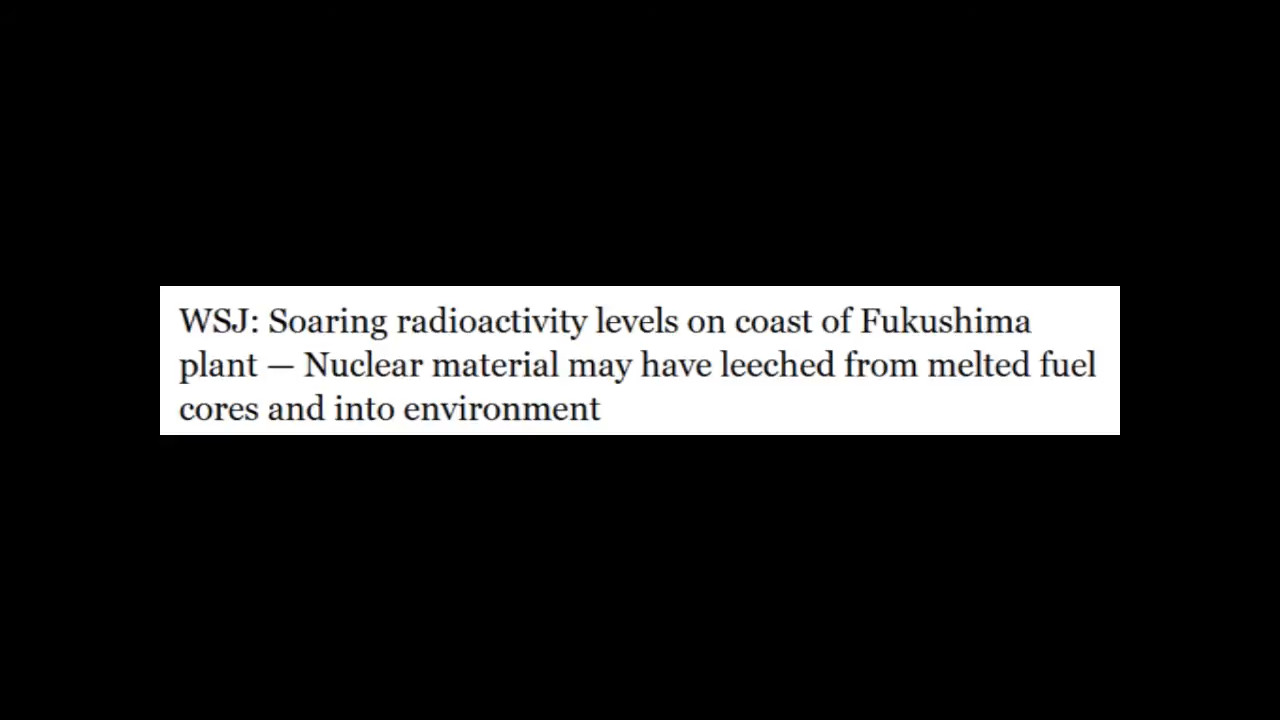 WSJ: Soaring radioactivity levels on coast of Fukushima
plant — Nuclear material may have leeched from melted fuel
cores and into environment